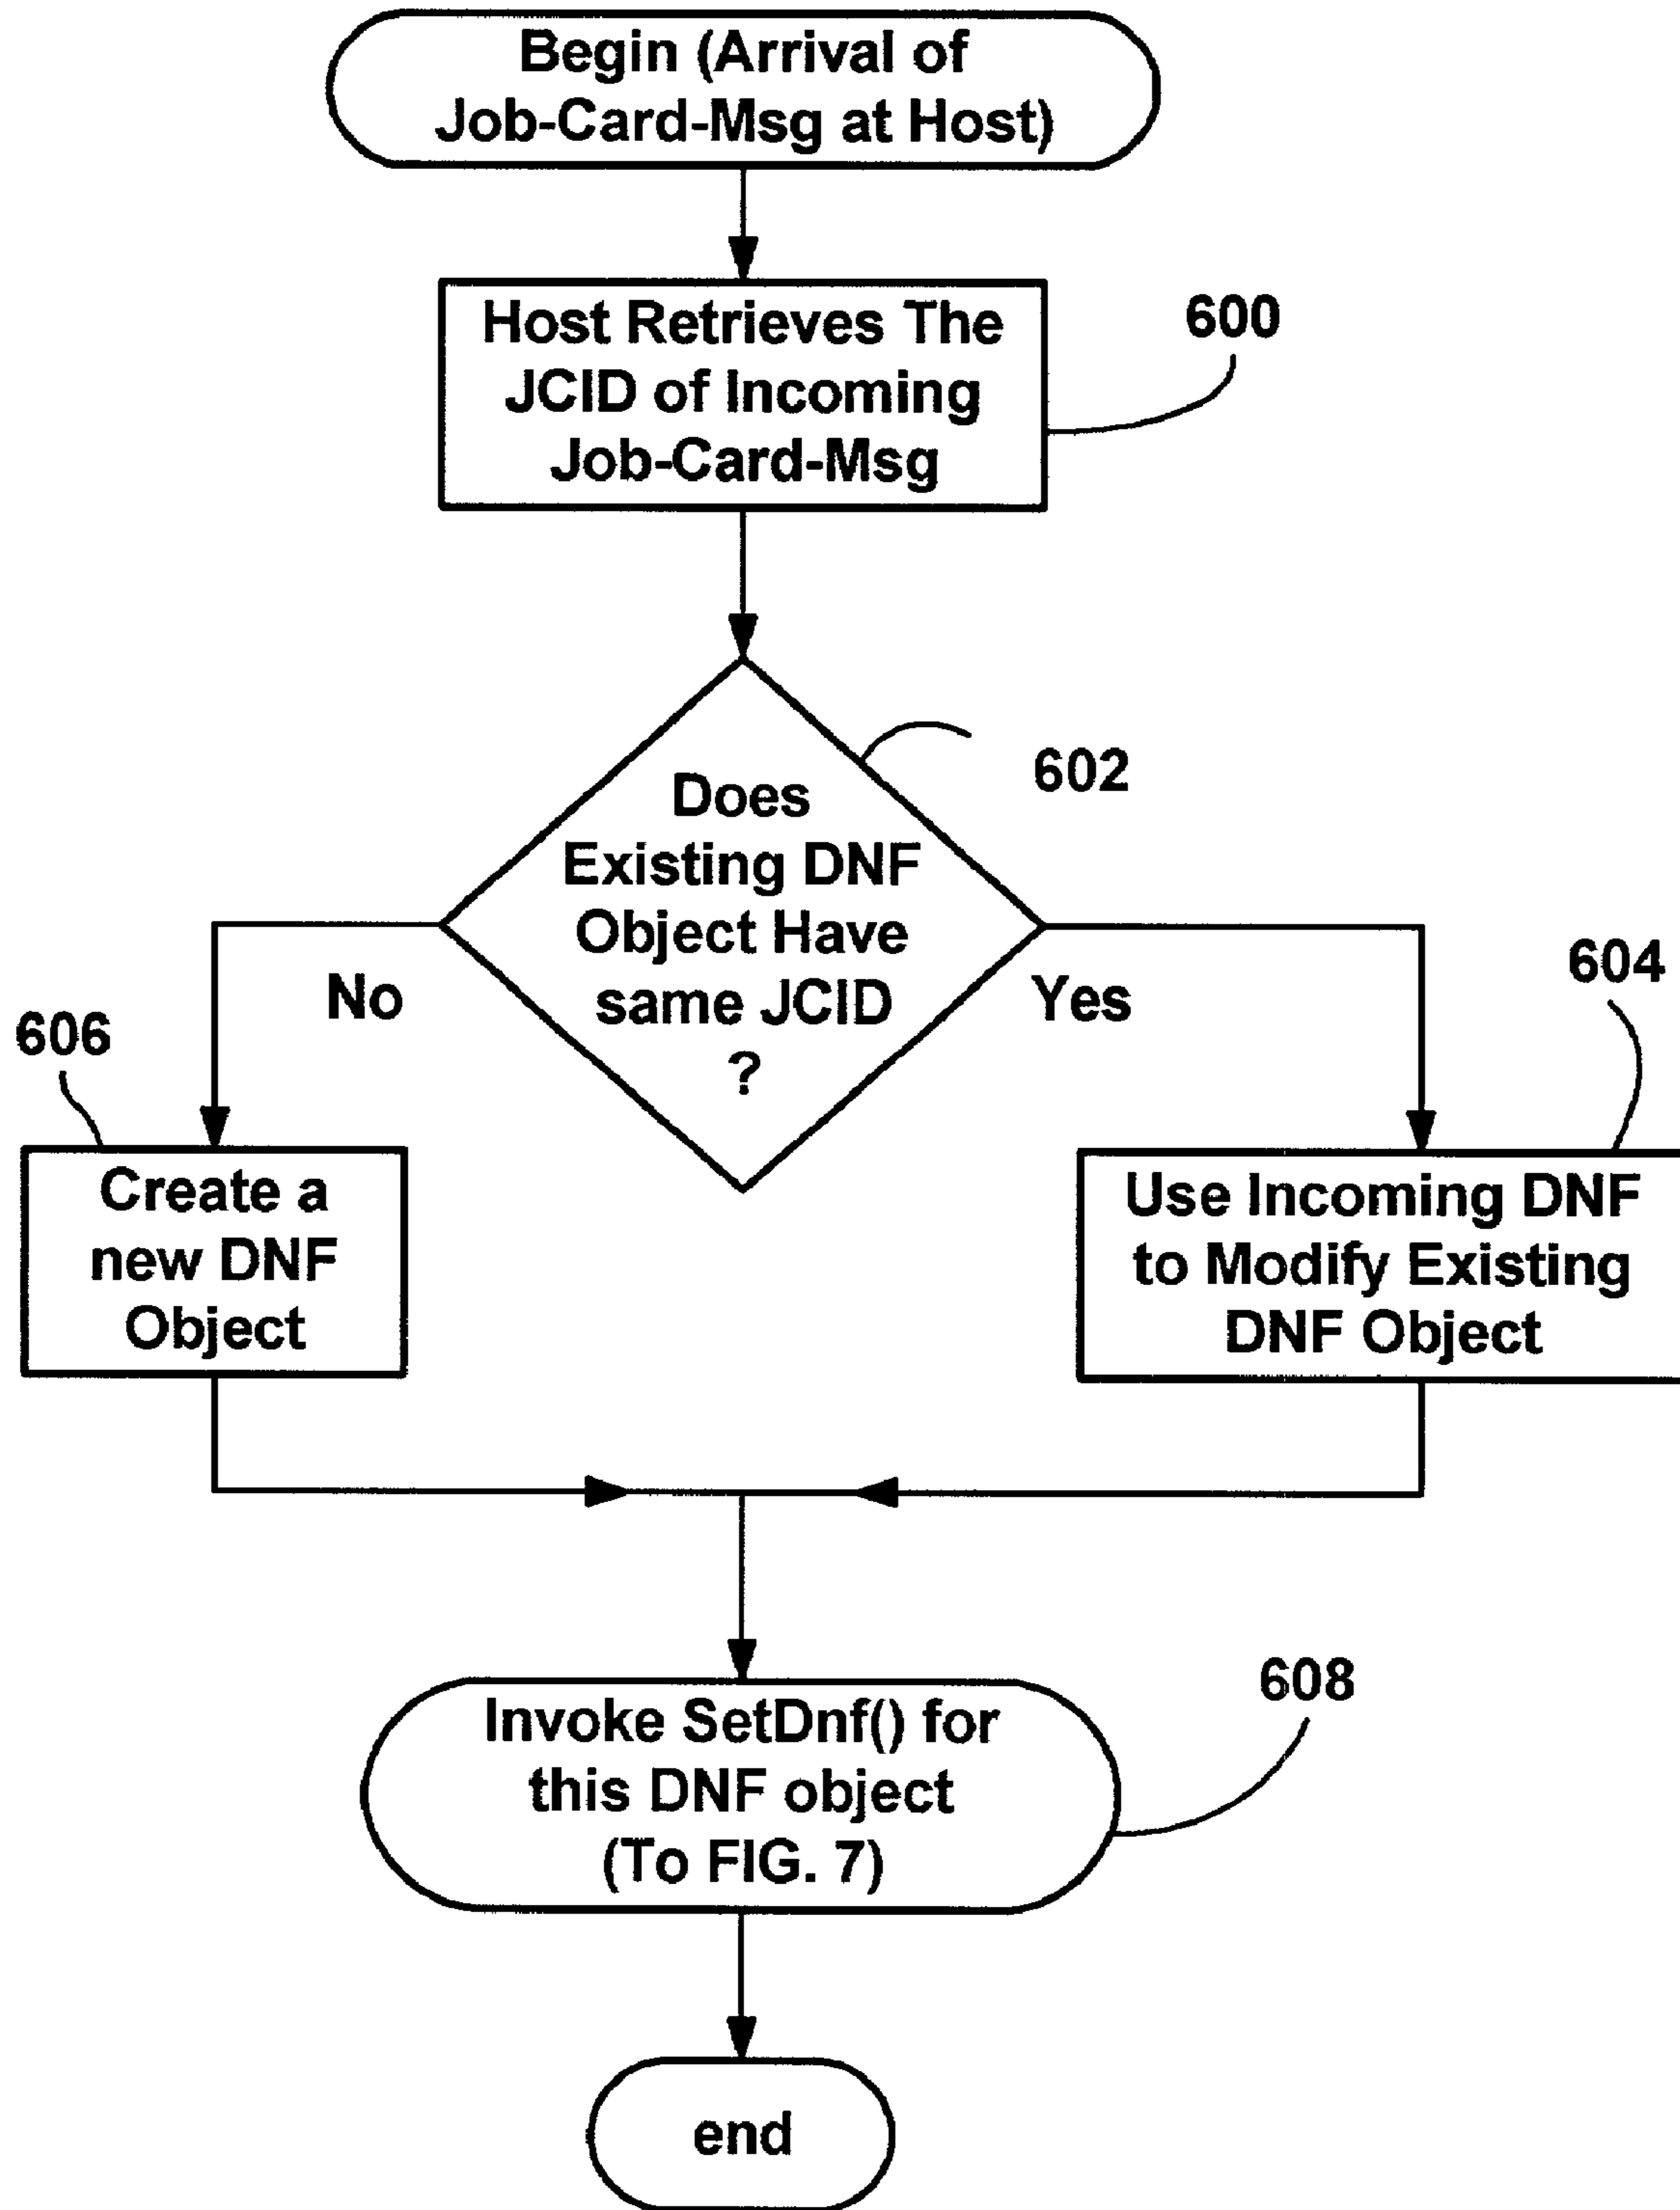 Begin (Arrival of
Job-Card-Msg at Host)
Host Retrieves The
JCID of Incoming
Job-Card-Msg
600
602
Does
Existing DNF
Object Have
same JCID
?
No
Yes
606
604
Create a
new DNF
Object
Use Incoming DNF
to Modify Existing
DNF Object
Invoke SetDnf() for
this DNF object
(To FIG. 7)
608
end